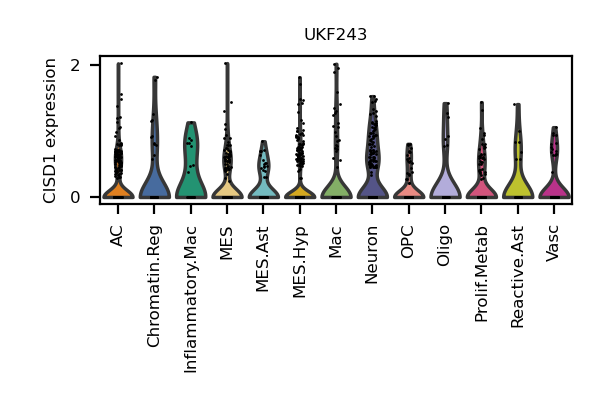 UKF243
CISD1 expression
2
0
AC
Chromatin.Reg
Inflammatory.Mac
MES
MES.Ast
MES.Hyp
Mac
Neuron
OPC
Oligo
Prolif.Metab
Reactive.Ast
Vasc